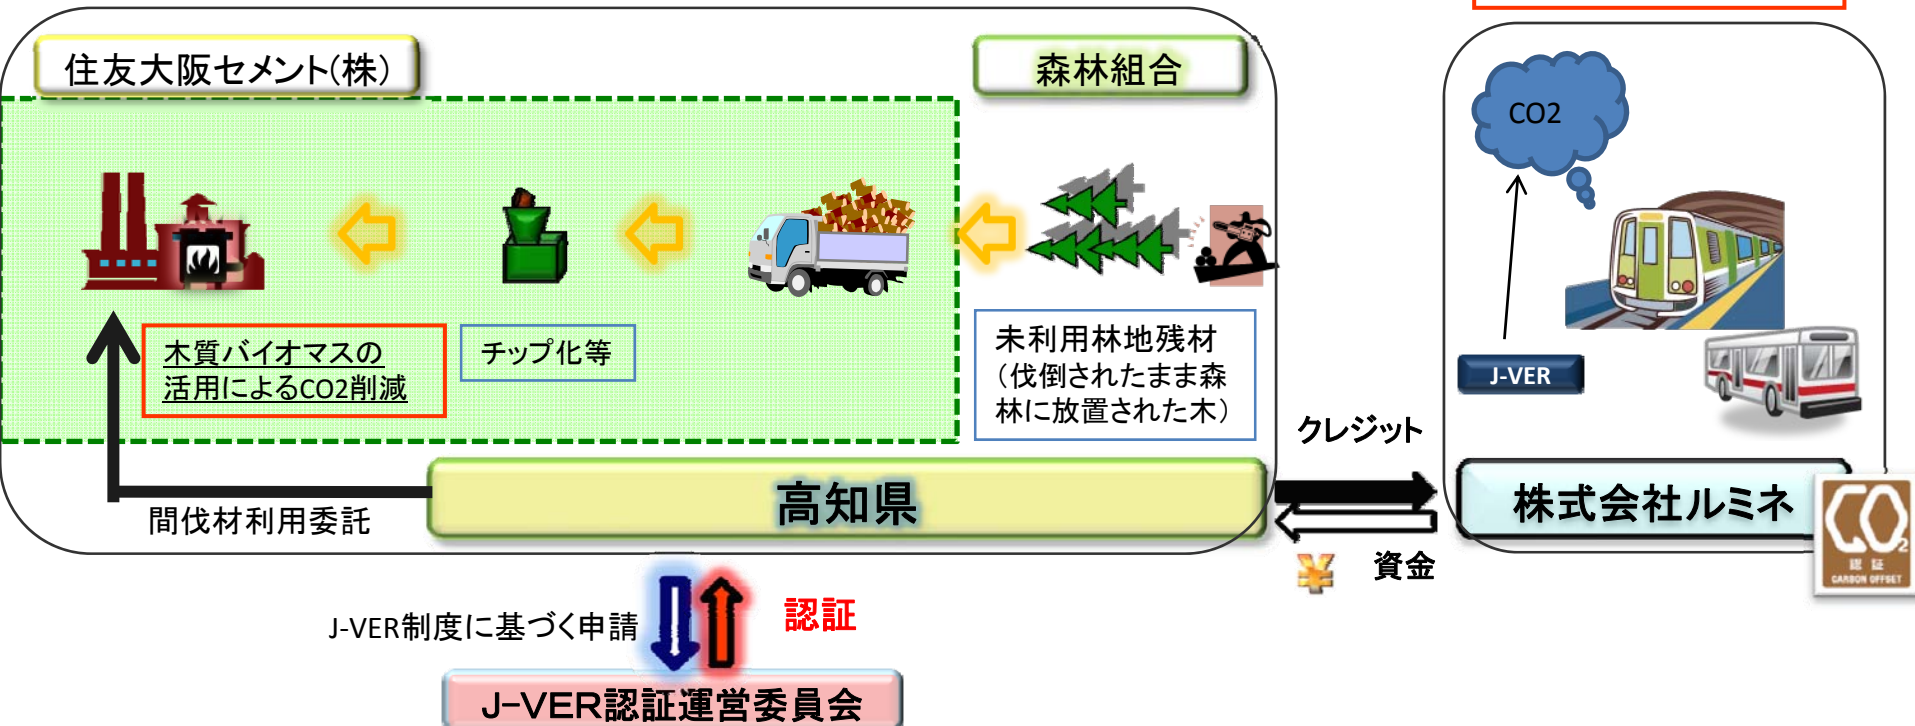 住友大阪セメント(株)
森林組合
CO2
木質バイオマスの
活用によるCO2削減
チップ化等
未利用林地残材
（伐倒されたまま森
林に放置された木）
J-VER
クレジット
高知県
株式会社ルミネ
間伐材利用委託
資金
CO2
認証
CARBON OFFSET
J-VER制度に基づく申請
認証
J-VER認証運営委員会